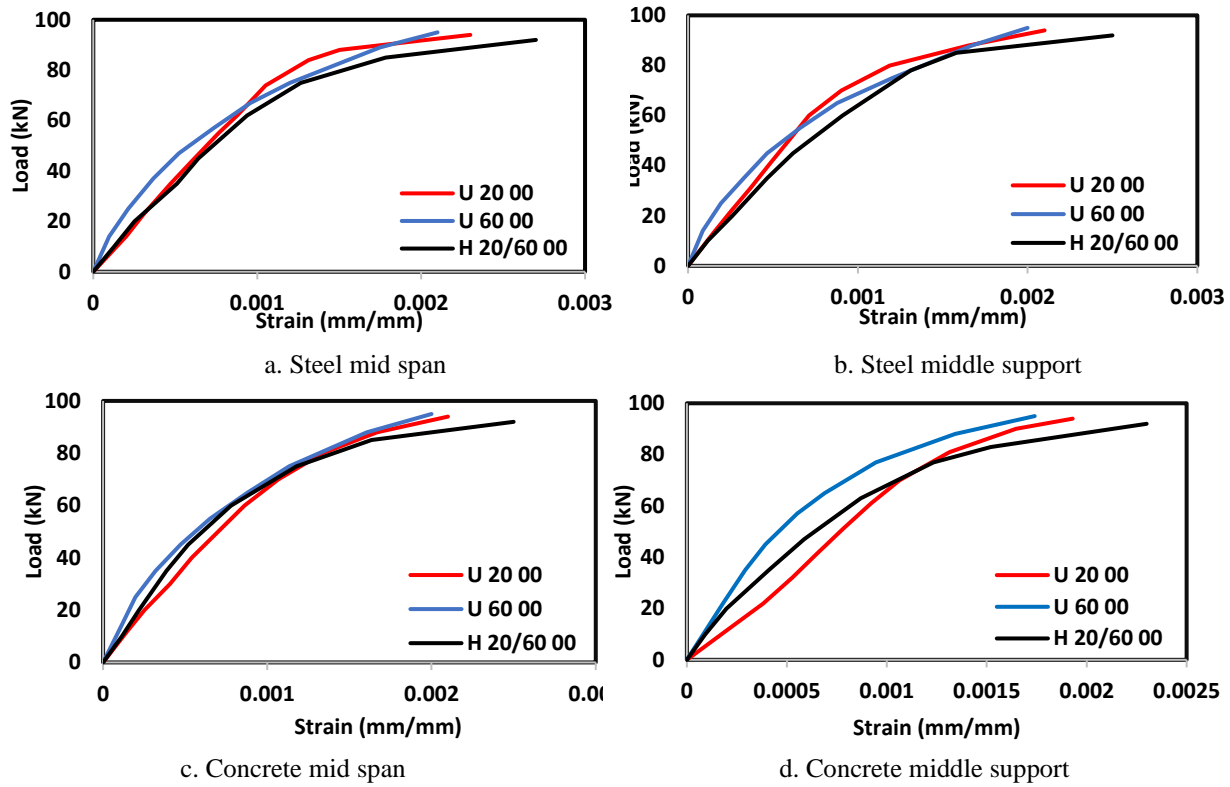 100
80
60
40
20
0
Load (kN)
U 20 00
U 60 00
H 20/60 00
0 0.001 0.002 0.003
Strain (mm/mm)
a. Steel mid span
100
80
60
40
20
0
Load (kN)
U 20 00
U 60 00
H 20/60 00
0 0.001 0.002 0.003
Strain (mm/mm)
b. Steel middle support
100
80
60
40
20
0
Load (kN)
U 20 00
U 60 00
H 20/60 00
0 0.001 0.002
Strain (mm/mm)
c. Concrete mid span
100
80
60
40
20
0
Load (kN)
U 20 00
U 60 00
H 20/60 00
0 0.0005 0.001 0.0015 0.002 0.0025
Strain (mm/mm)
d. Concrete middle support